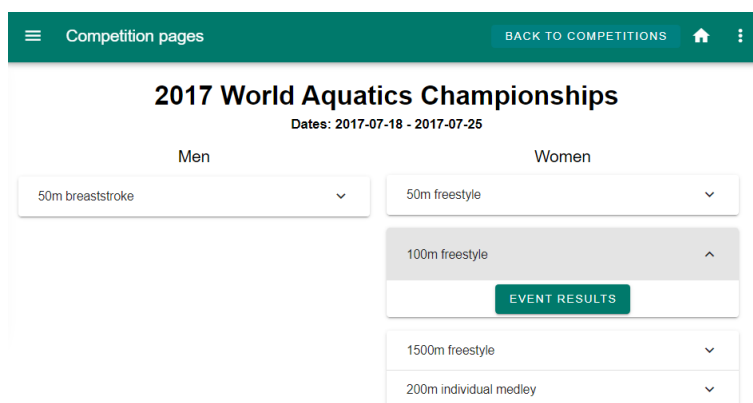 Competition pages
BACK TO COMPETITIONS
2017 World Aquatics Championships
Dates: 2017-07-18 - 2017-07-25
Men
Women
50m breaststroke
50m freestyle
100m freestyle
EVENT RESULTS
1500m freestyle
200m individual medley